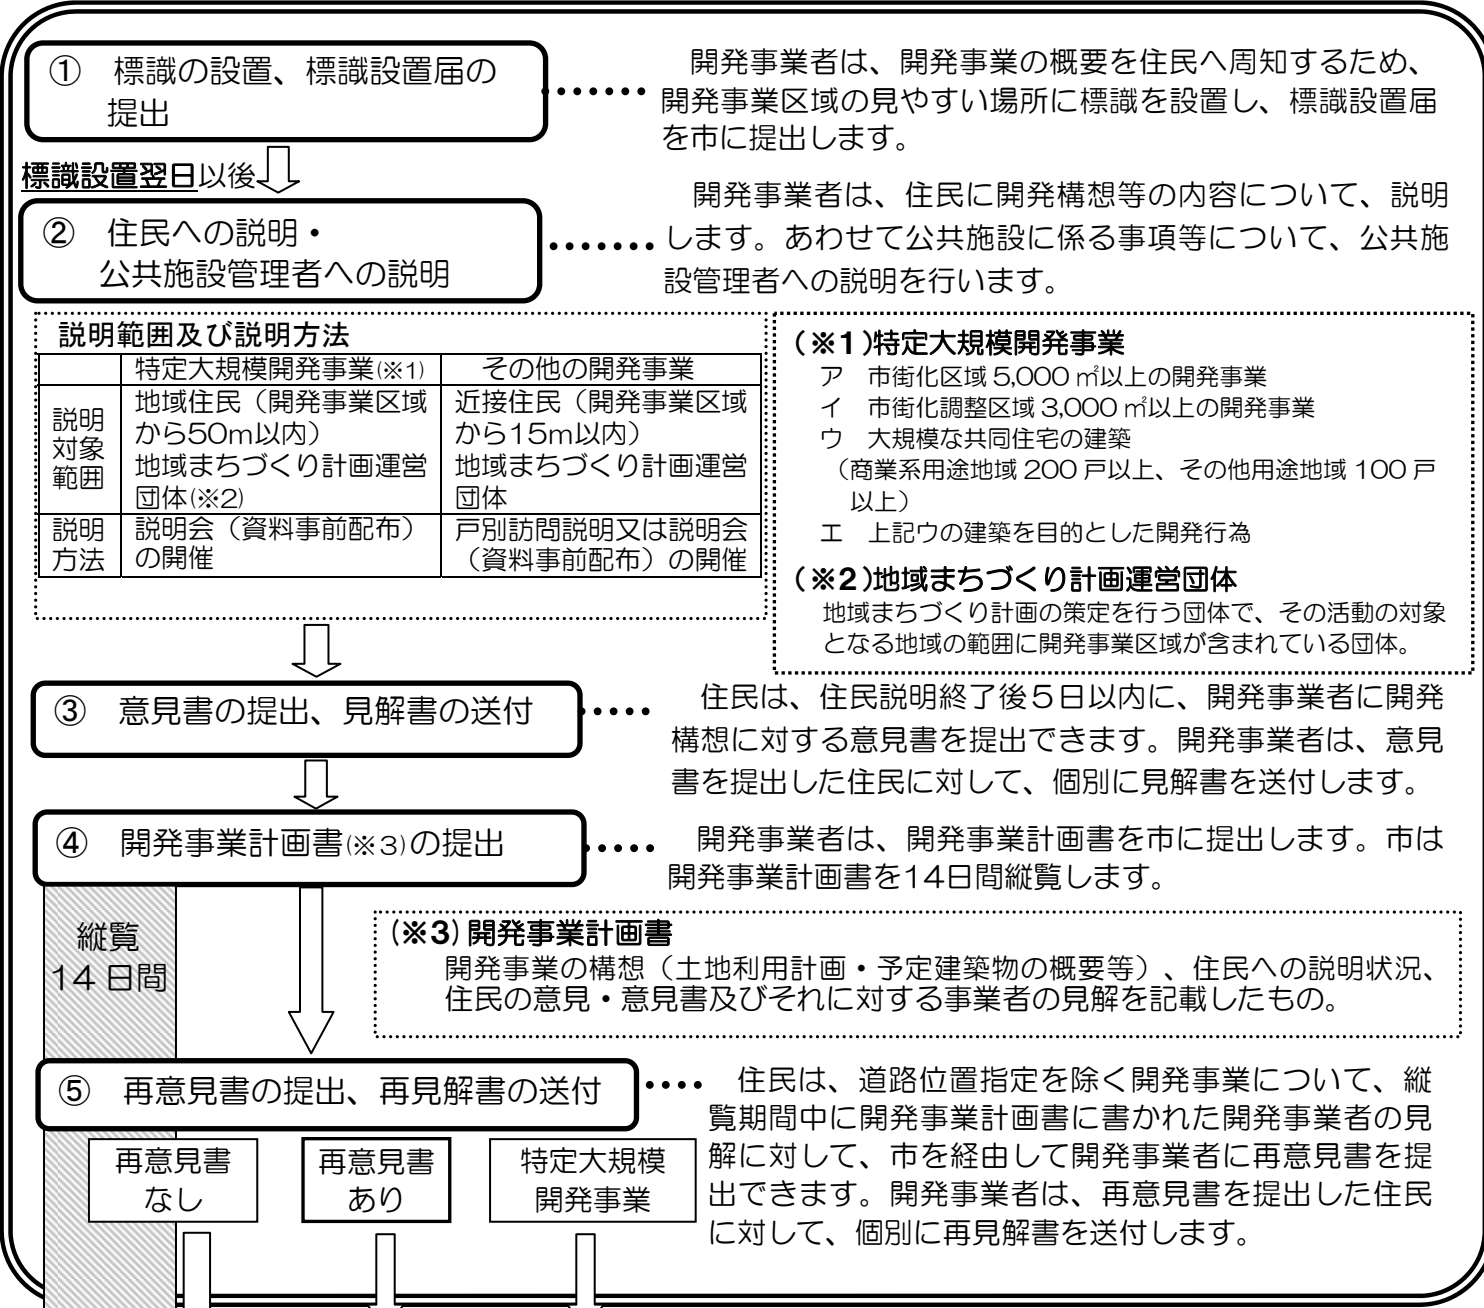 ① 標識の設置、標識設置届の
提出
開発事業者は、開発事業の概要を住民へ周知するため、
開発事業区域の見やすい場所に標識を設置し、標識設置届
を市に提出します。
標識設置翌日以後
② 住民への説明・
公共施設管理者への説明
開発事業者は、住民に開発構想等の内容について、説明
します。あわせて公共施設に係る事項等について、公共施
設管理者への説明を行います。
説明範囲及び説明方法
特定大規模開発事業(※1) その他の開発事業
説明
対象
範囲
地域住民（開発事業区域
から50m以内）
地域まちづくり計画運営
団体(※2)
近接住民（開発事業区域
から15m以内）
地域まちづくり計画運営
団体
説明
方法
説明会（資料事前配布）
の開催
戸別訪問説明又は説明会
（資料事前配布）の開催
(※1)特定大規模開発事業
ア 市街化区域 5,000 ㎡以上の開発事業
イ 市街化調整区域 3,000 ㎡以上の開発事業
ウ 大規模な共同住宅の建築
（商業系用途地域 200 戸以上、その他用途地域 100 戸
以上）
エ 上記ウの建築を目的とした開発行為
(※2)地域まちづくり計画運営団体
地域まちづくり計画の策定を行う団体で、その活動の対象
となる地域の範囲に開発事業区域が含まれている団体。
③ 意見書の提出、見解書の送付
住民は、住民説明終了後５日以内に、開発事業者に開発
構想に対する意見書を提出できます。開発事業者は、意見
書を提出した住民に対して、個別に見解書を送付します。
④ 開発事業計画書(※3)の提出
開発事業者は、開発事業計画書を市に提出します。市は
開発事業計画書を14日間縦覧します。
縦覧
14 日間
(※3) 開発事業計画書
開発事業の構想（土地利用計画・予定建築物の概要等）、住民への説明状況、
住民の意見・意見書及びそれに対する事業者の見解を記載したもの。
⑤ 再意見書の提出、再見解書の送付
住民は、道路位置指定を除く開発事業について、縦
覧期間中に開発事業計画書に書かれた開発事業者の見
解に対して、市を経由して開発事業者に再意見書を提
出できます。開発事業者は、再意見書を提出した住民
に対して、個別に再見解書を送付します。
再意見書
なし
再意見書
あり
特定大規模
開発事業